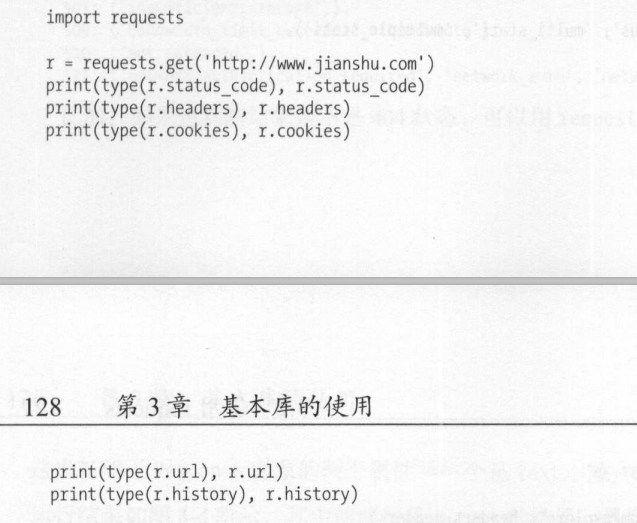 import requests
r = requests.get('http://www.jianshu.com')
print(type(r.status_code), r.status_code)
print(type(r.headers), r.headers)
print(type(r.cookies), r.cookies)
128 第 3 章 基本库的使用
print(type(r.url), r.url)
print(type(r.history), r.history)